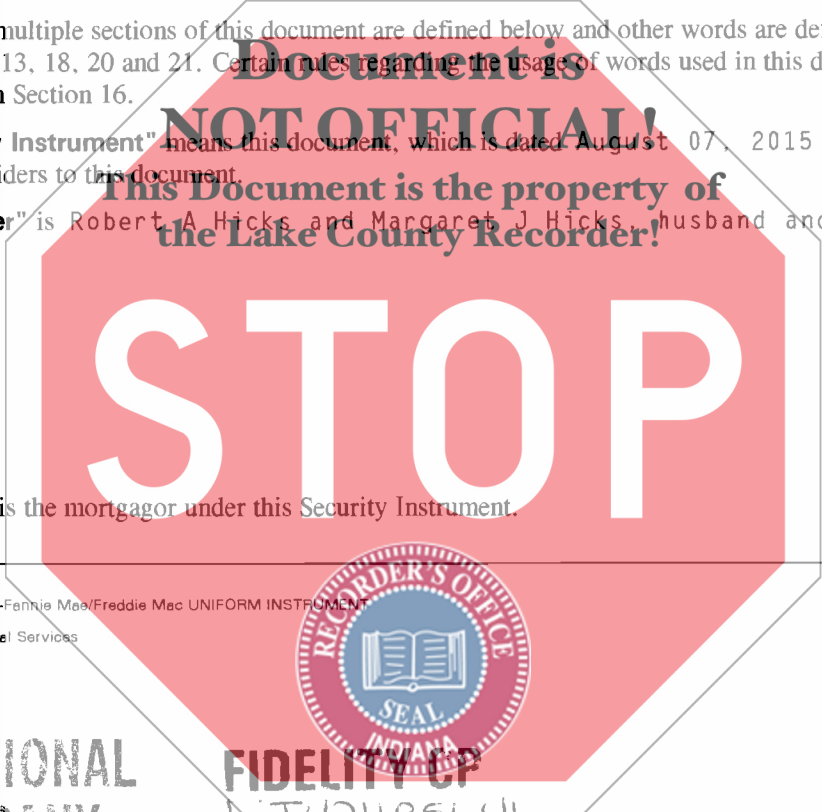 multiple sections of this document are defined below and other words are de
Document is
13, 18, 20 and 21. Certain rules regarding the usage of words used in this d
Section 16.
NOT OFFICIAL!
Instrument" means this document, which is dated August 07, 2015
iders to this document.
This Document is the property of
er" is Robert A Hicks and Margaret J Hicks, husband and
the Lake County Recorder!
STOP
is the mortgagor under this Security Instrument.
-Fannie Mae/Freddie Mac UNIFORM INSTRUMENT
al Services
RECORDER'S OFFICE
SEAL
INDIANA
IONAL
FIDELITY CP